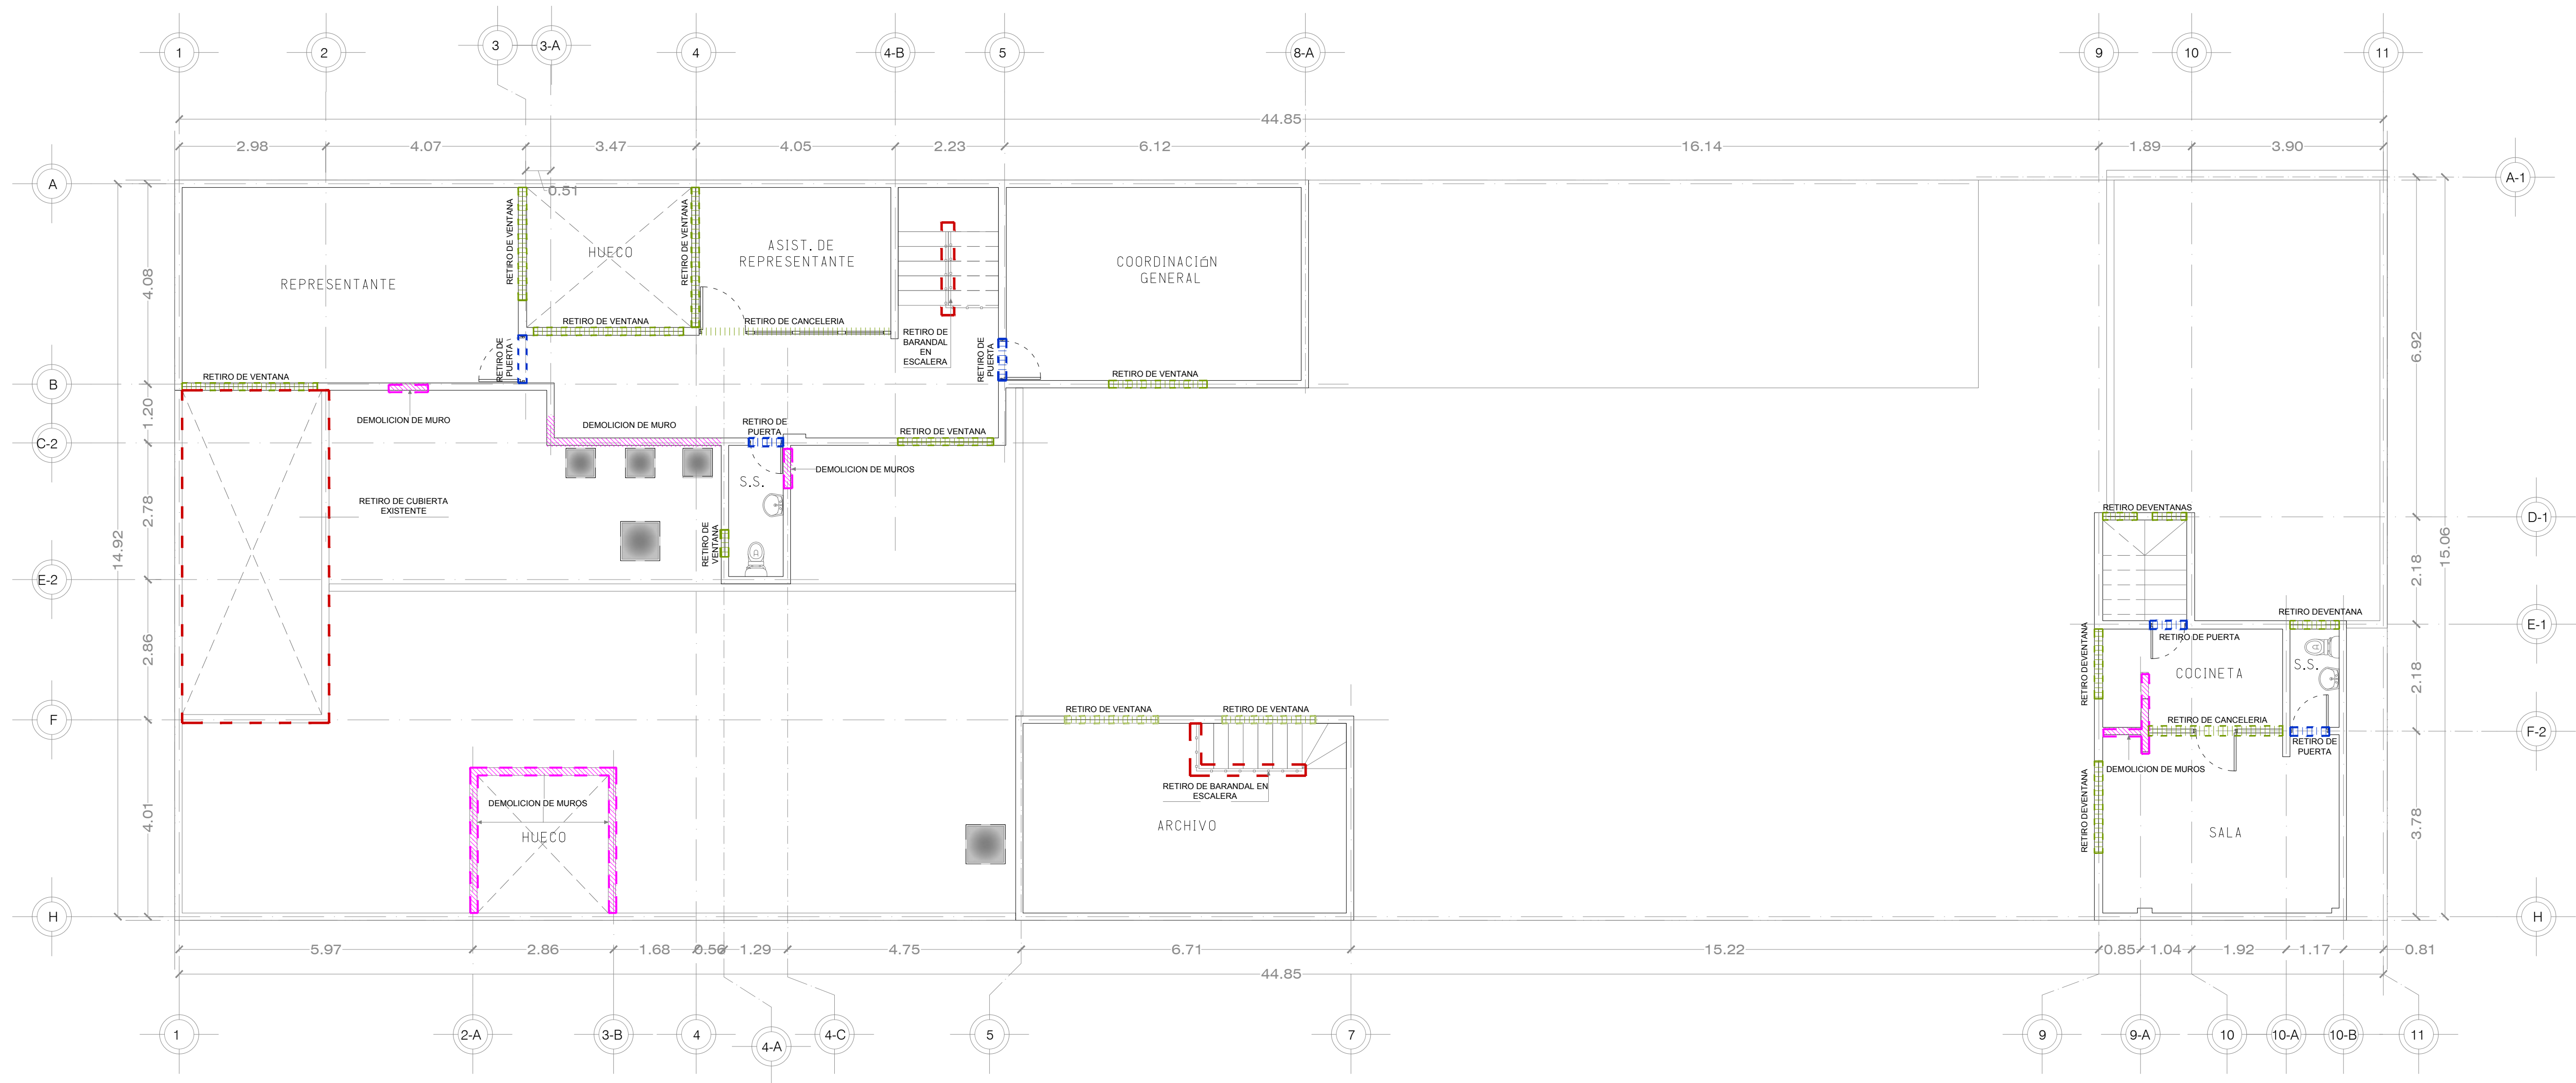 1
2
3
3-A
4
4-B
5
8-A
9
10
11
44.85
2.98
4.07
3.47
4.05
2.23
6.12
16.14
1.89
3.90
0.51
A
A-1
B
C-2
E-2
F
H
D-1
E-1
F-2
H
14.92
4.08
1.20
2.78
2.86
4.01
6.92
2.18
2.18
3.78
15.06
REPRESENTANTE
RETIRO DE VENTANA
HUECO
RETIRO DE VENTANA
ASIST. DE
REPRESENTANTE
COORDINACIóN
GENERAL
RETIRO DE VENTANA
RETIRO DE CANCELERIA
RETIRO DE
BARANDAL
EN
ESCALERA
RETIRO DE
PUERTA
RETIRO DE
PUERTA
RETIRO DE VENTANA
RETIRO DE VENTANA
DEMOLICION DE MURO
DEMOLICION DE MURO
RETIRO DE
PUERTA
RETIRO DE VENTANA
DEMOLICION DE MUROS
S.S.
RETIRO DE CUBIERTA
EXISTENTE
RETIRO DE
VENTANA
RETIRO DEVENTANAS
RETIRO DEVENTANA
RETIRO DE PUERTA
RETIRO DEVENTANA
COCINETA
S.S.
RETIRO DE CANCELERIA
RETIRO DE
PUERTA
DEMOLICION DE MUROS
RETIRO DEVENTANA
SALA
RETIRO DE VENTANA
RETIRO DE VENTANA
RETIRO DE BARANDAL EN
ESCALERA
ARCHIVO
DEMOLICION DE MUROS
HUECO
5.97
2.86
1.68
0.56
1.29
4.75
6.71
15.22
0.85
1.04
1.92
1.17
0.81
44.85
1
2-A
3-B
4
4-A
4-C
5
7
9
9-A
10
10-A
10-B
11